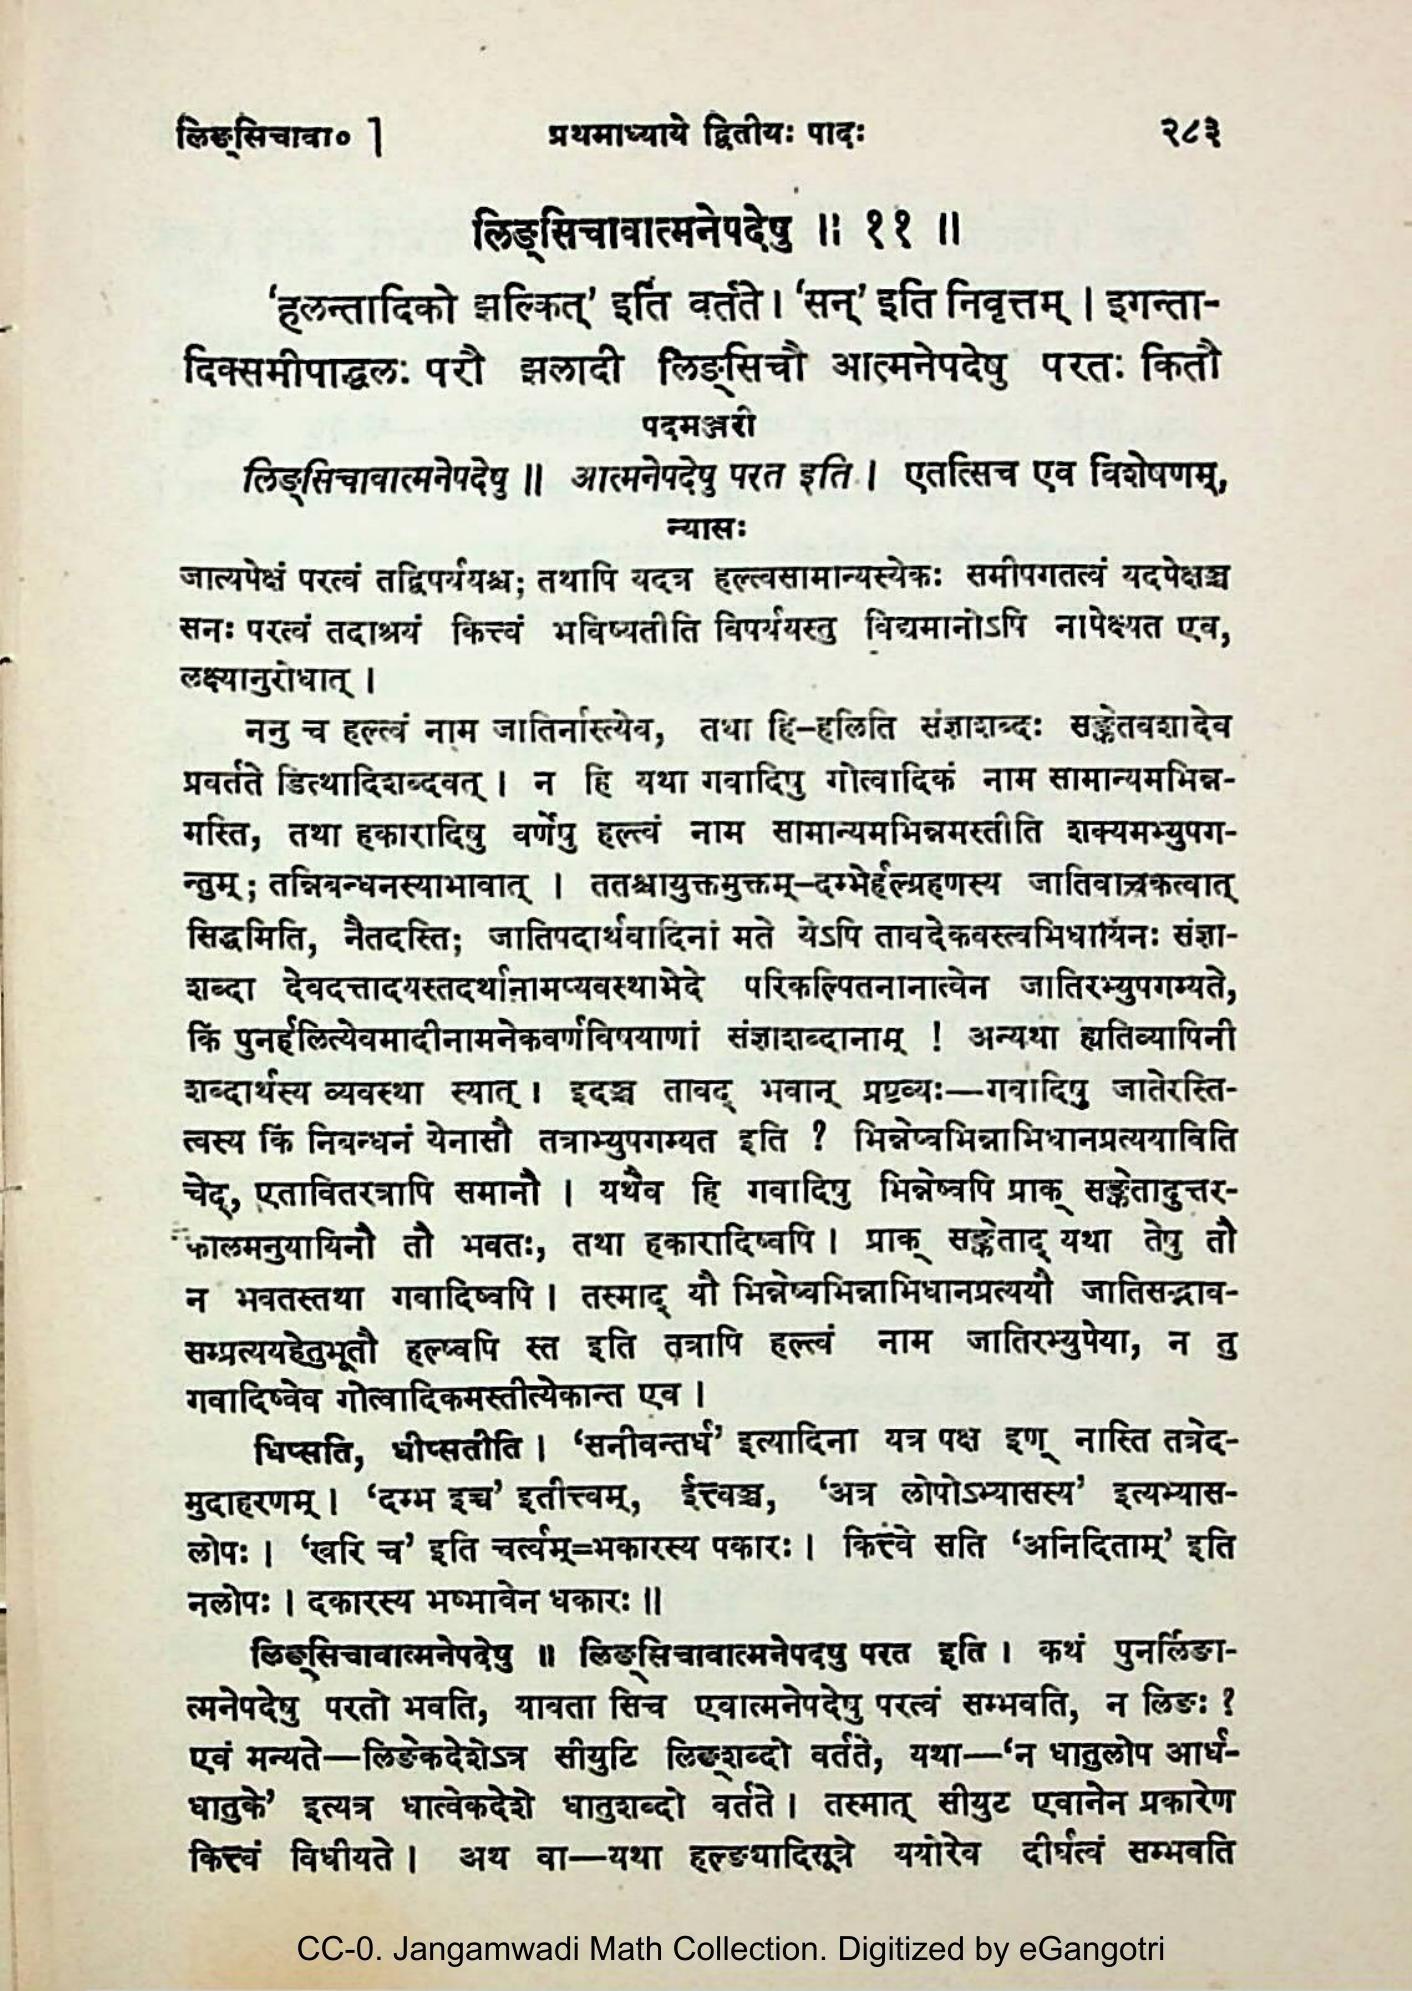 लिङ्सिचावा० ] प्रथमाध्याये द्वितीयः पादः २८३
लिङ्सिचावात्मनेपदेषु ॥ ११ ॥
‘हलन्तादिको झल्कित्’ इति वर्तते । ‘सन्’ इति निवृत्तम् । इगन्ता-
दिक्समीपाद्धलः परौ झलादी लिङ्सिचौ आत्मनेपदेषु परतः कितौ
पदमञ्जरी
लिङ्सिचावात्मनेपदेषु ॥ आत्मनेपदेषु परत इति । एतत्सिच एव विशेषणम्,
न्यासः
जात्यपेक्षं परत्वं तद्विपर्ययश्च; तथापि यदत्र हल्त्वसामान्यस्येकः समीपगतत्वं यदपेक्षञ्च
सनः परत्वं तदाश्रयं कित्त्वं भविष्यतीति विपर्ययस्तु विद्यमानोऽपि नापेक्ष्यत एव,
लक्ष्यानुरोधात् ।
ननु च हल्त्वं नाम जातिर्नास्त्येव, तथा हि–हलिति संज्ञाशब्दः सङ्केतवशादेव
प्रवर्तते डित्थादिशब्दवत् । न हि यथा गवादिषु गोत्वादिकं नाम सामान्यमभिन्न-
मस्ति, तथा हकारादिषु वर्णेषु हल्त्वं नाम सामान्यमभिन्नमस्तीति शक्यमभ्युपग-
न्तुम्; तन्निबन्धनस्याभावात् । ततश्चायुक्तमुक्तम्–दम्भेर्हल्ग्रहणस्य जातिवाचकत्वात्
सिद्धमिति, नैतदस्ति; जातिपदार्थवादिनां मते येऽपि तावदेकवस्त्वभिधायिनः संज्ञा-
शब्दा देवदत्तादयस्तदर्थानामप्यवस्थाभेदे परिकल्पितनानात्वेन जातिरभ्युपगम्यते,
किं पुनर्हलित्येवमादीनामनेकवर्णविषयाणां संज्ञाशब्दानाम् ! अन्यथा ह्यतिव्यापिनी
शब्दार्थस्य व्यवस्था स्यात् । इदञ्च तावद् भवान् प्रष्टव्यः—गवादिषु जातेरस्ति-
त्वस्य किं निबन्धनं येनासौ तत्राभ्युपगम्यत इति ? भिन्नेष्वभिन्नाभिधानप्रत्ययाविति
चेद्, एतावितरत्रापि समानौ । यथैव हि गवादिषु भिन्नेष्वपि प्राक् सङ्केतादुत्तर-
कालमनुयायिनौ तौ भवतः, तथा हकारादिष्वपि । प्राक् सङ्केताद् यथा तेषु तौ
न भवतस्तथा गवादिष्वपि । तस्माद् यौ भिन्नेष्वभिन्नाभिधानप्रत्ययौ जातिसद्भाव-
सम्प्रत्ययहेतुभूतौ हल्ष्वपि स्त इति तत्रापि हल्त्वं नाम जातिरभ्युपेया, न तु
गवादिष्वेव गोत्वादिकमस्तीत्येकान्त एव ।
धिप्सति, धीप्सतीति । ‘सनीवन्तर्ध’ इत्यादिना यत्र पक्ष इण् नास्ति तत्रेद-
मुदाहरणम् । ‘दम्भ इच्च’ इतीत्त्वम्, ईत्त्वञ्च, ‘अत्र लोपोऽभ्यासस्य’ इत्यभ्यास-
लोपः । ‘खरि च’ इति चर्त्वम्=भकारस्य पकारः । कित्त्वे सति ‘अनिदिताम्’ इति
नलोपः । दकारस्य भष्भावेन धकारः ॥
लिङ्सिचावात्मनेपदेषु ॥ लिङ्सिचावात्मनेपदषु परत इति । कथं पुनर्लिङा-
त्मनेपदेषु परतो भवति, यावता सिच एवात्मनेपदेषु परत्वं सम्भवति, न लिङः ?
एवं मन्यते—लिङेकदेशेऽत्र सीयुटि लिङ्शब्दो वर्तते, यथा—‘न धातुलोप आर्ध-
धातुके’ इत्यत्र धात्वेकदेशे धातुशब्दो वर्तते । तस्मात् सीयुट एवानेन प्रकारेण
कित्त्वं विधीयते । अथ वा—यथा हल्ङयादिसूत्रे ययोरेव दीर्घत्वं सम्भवति
CC-0. Jangamwadi Math Collection. Digitized by eGangotri